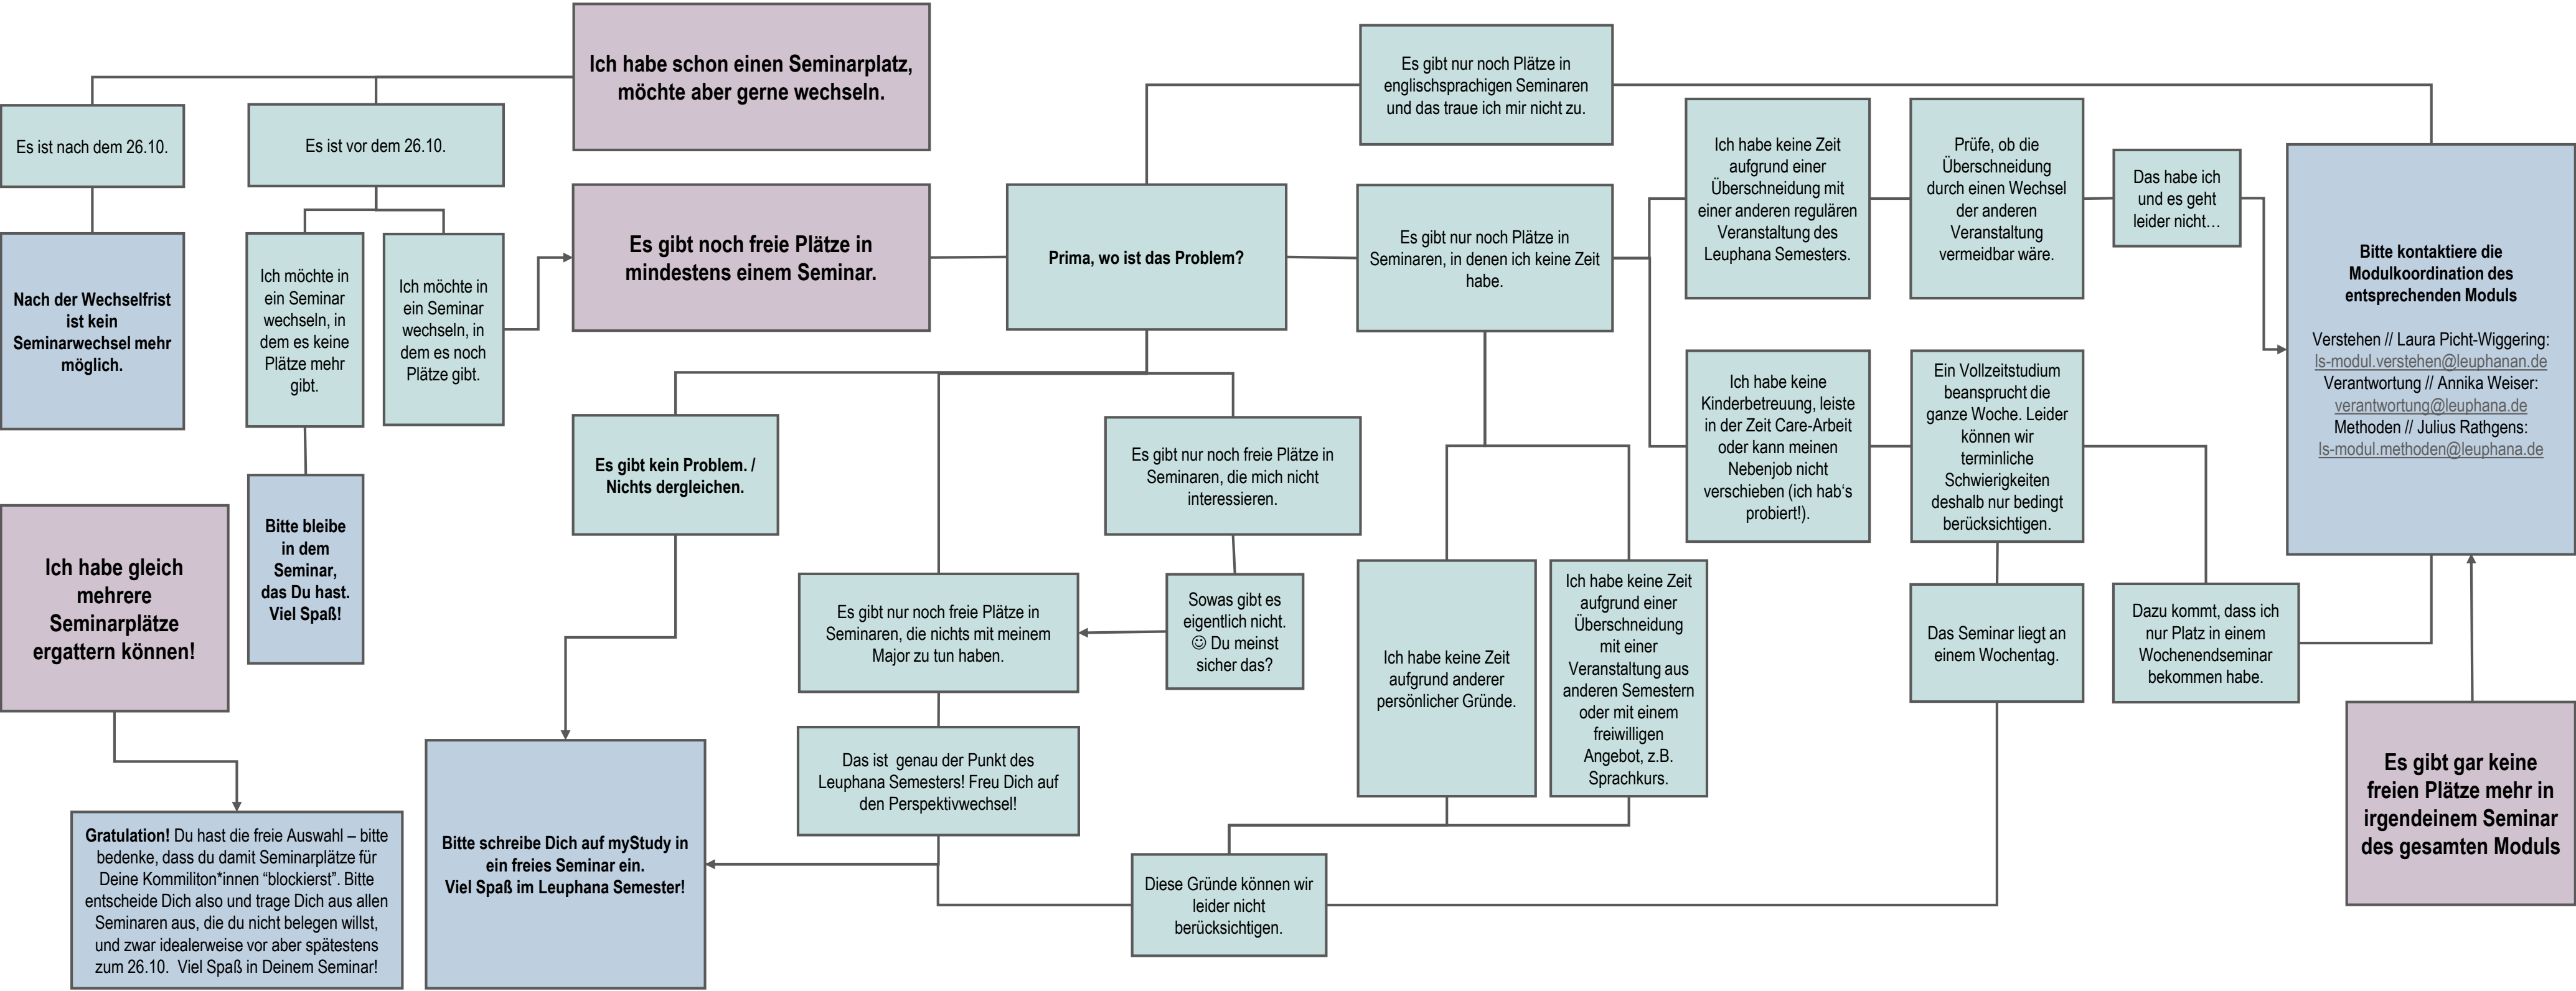 Ich habe schon einen Seminarplatz,
möchte aber gerne wechseln.
Es ist nach dem 26.10.
Es ist vor dem 26.10.
Nach der Wechselfrist
ist kein
Seminarwechsel mehr
möglich.
Ich möchte in
ein Seminar
wechseln, in
dem es keine
Plätze mehr
gibt.
Ich möchte in
ein Seminar
wechseln, in
dem es noch
Plätze gibt.
Bitte bleibe
in dem
Seminar,
das Du hast.
Viel Spaß!
Ich habe gleich
mehrere
Seminarplätze
ergattern können!
Gratulation! Du hast die freie Auswahl – bitte
bedenke, dass du damit Seminarplätze für
Deine Kommiliton*innen “blockierst”. Bitte
entscheide Dich also und trage Dich aus allen
Seminaren aus, die du nicht belegen willst,
und zwar idealerweise vor aber spätestens
zum 26.10.  Viel Spaß in Deinem Seminar!
Es gibt noch freie Plätze in
mindestens einem Seminar.
Prima, wo ist das Problem?
Es gibt kein Problem. /
Nichts dergleichen.
Es gibt nur noch freie Plätze in
Seminaren, die mich nicht
interessieren.
Sowas gibt es
eigentlich nicht.
☺ Du meinst
sicher das?
Es gibt nur noch freie Plätze in
Seminaren, die nichts mit meinem
Major zu tun haben.
Das ist  genau der Punkt des
Leuphana Semesters! Freu Dich auf
den Perspektivwechsel!
Bitte schreibe Dich auf myStudy in
ein freies Seminar ein.
Viel Spaß im Leuphana Semester!
Es gibt nur noch Plätze in
englischsprachigen Seminaren
und das traue ich mir nicht zu.
Es gibt nur noch Plätze in
Seminaren, in denen ich keine Zeit
habe.
Ich habe keine Zeit
aufgrund einer
Überschneidung mit
einer anderen regulären
Veranstaltung des
Leuphana Semesters.
Prüfe, ob die
Überschneidung
durch einen Wechsel
der anderen
Veranstaltung
vermeidbar wäre.
Das habe ich
und es geht
leider nicht…
Ich habe keine
Kinderbetreuung, leiste
in der Zeit Care-Arbeit
oder kann meinen
Nebenjob nicht
verschieben (ich hab‘s
probiert!).
Ein Vollzeitstudium
beansprucht die
ganze Woche. Leider
können wir
terminliche
Schwierigkeiten
deshalb nur bedingt
berücksichtigen.
Das Seminar liegt an
einem Wochentag.
Dazu kommt, dass ich
nur Platz in einem
Wochenendseminar
bekommen habe.
Ich habe keine Zeit
aufgrund anderer
persönlicher Gründe.
Ich habe keine Zeit
aufgrund einer
Überschneidung
mit einer
Veranstaltung aus
anderen Semestern
oder mit einem
freiwilligen
Angebot, z.B.
Sprachkurs.
Diese Gründe können wir
leider nicht
berücksichtigen.
Bitte kontaktiere die
Modulkoordination des
entsprechenden Moduls
Verstehen // Laura Picht-Wiggering:
ls-modul.verstehen@leuphanan.de
Verantwortung // Annika Weiser:
verantwortung@leuphana.de
Methoden // Julius Rathgens:
ls-modul.methoden@leuphana.de
Es gibt gar keine
freien Plätze mehr in
irgendeinem Seminar
des gesamten Moduls